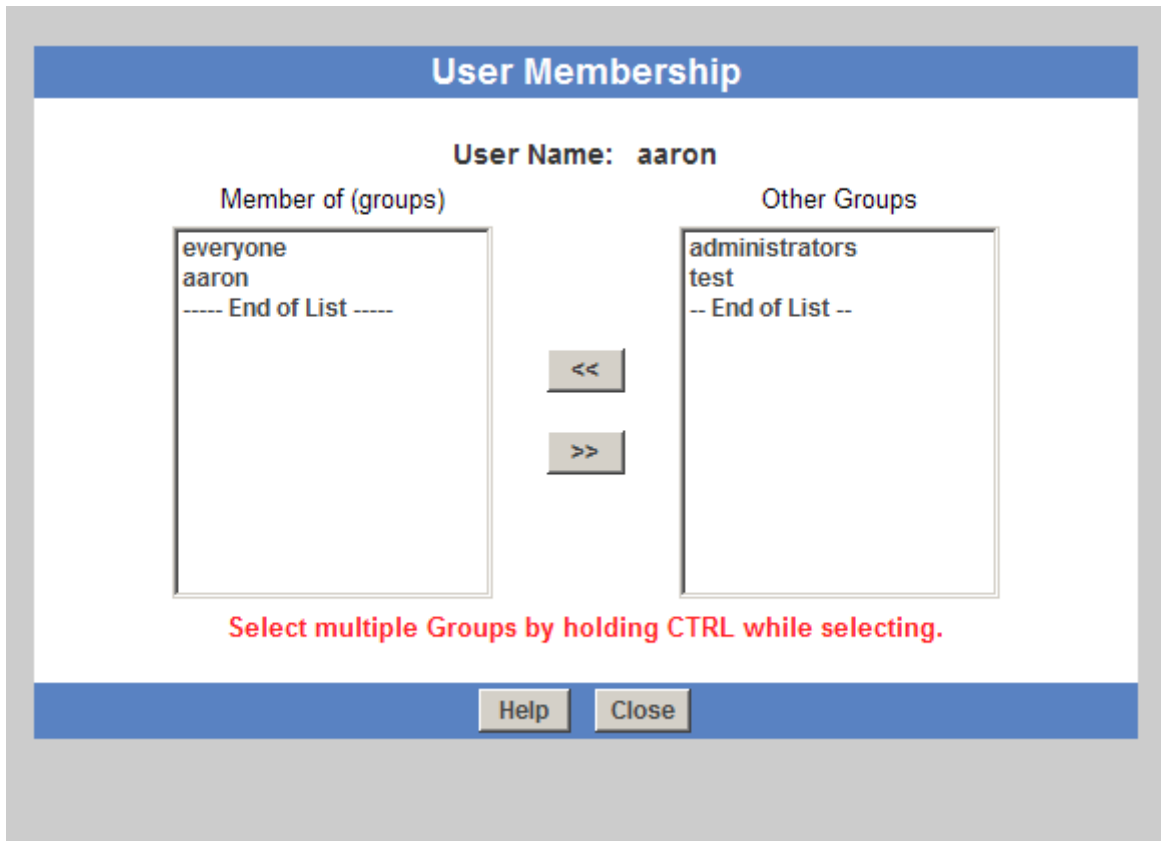 User Membership
User Name: aaron
Member of (groups)
everyone
aaron
----- End of List -----
<<
>>
Other Groups
administrators
test
-- End of List --
Select multiple Groups by holding CTRL while selecting.
Help
Close